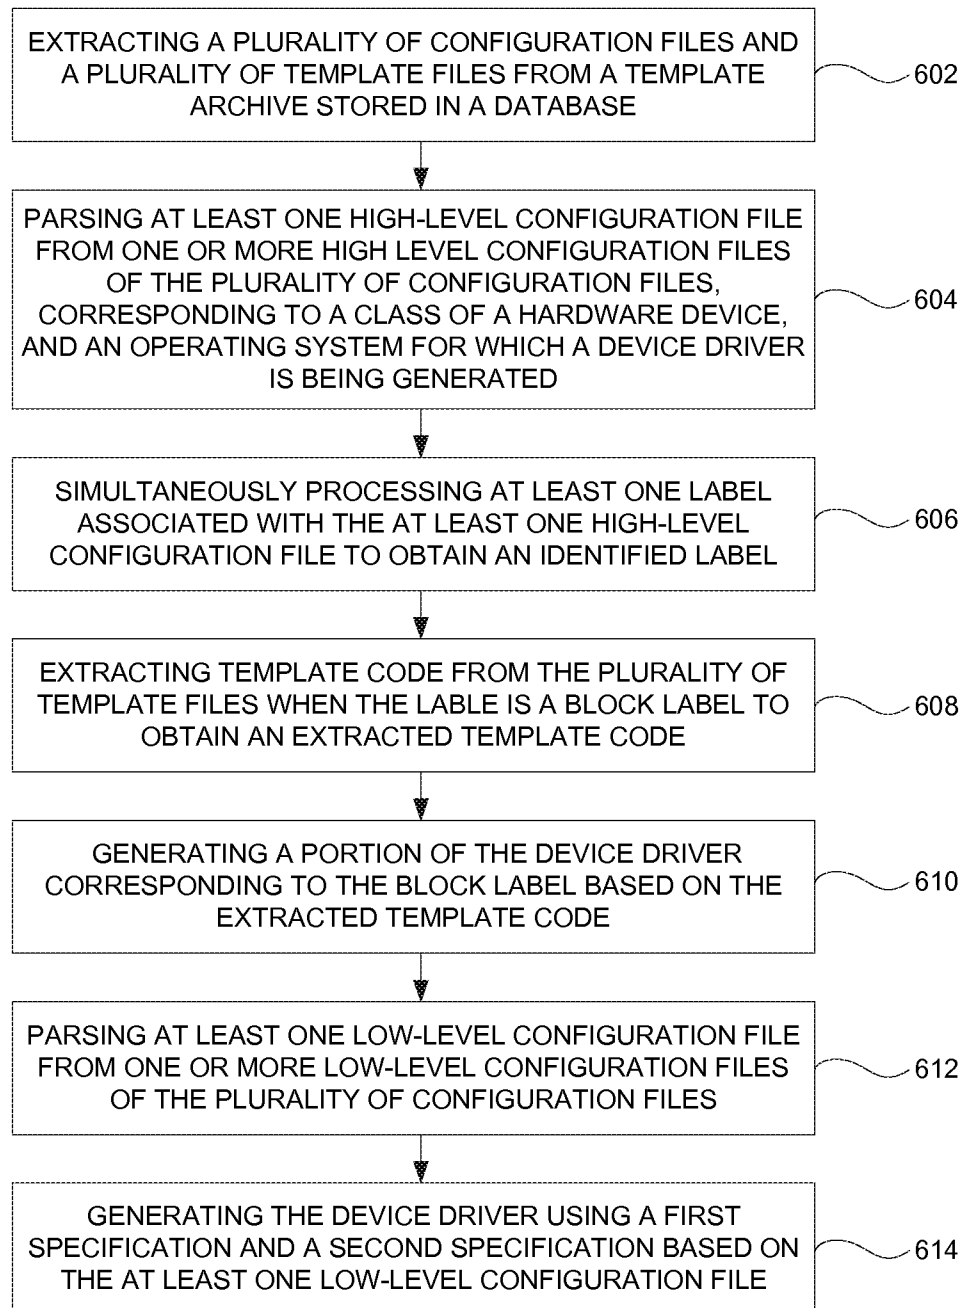 EXTRACTING A PLURALITY OF CONFIGURATION FILES AND
A PLURALITY OF TEMPLATE FILES FROM A TEMPLATE
ARCHIVE STORED IN A DATABASE
602
PARSING AT LEAST ONE HIGH-LEVEL CONFIGURATION FILE
FROM ONE OR MORE HIGH LEVEL CONFIGURATION FILES
OF THE PLURALITY OF CONFIGURATION FILES,
CORRESPONDING TO A CLASS OF A HARDWARE DEVICE,
AND AN OPERATING SYSTEM FOR WHICH A DEVICE DRIVER
IS BEING GENERATED
604
SIMULTANEOUSLY PROCESSING AT LEAST ONE LABEL
ASSOCIATED WITH THE AT LEAST ONE HIGH-LEVEL
CONFIGURATION FILE TO OBTAIN AN IDENTIFIED LABEL
606
EXTRACTING TEMPLATE CODE FROM THE PLURALITY OF
TEMPLATE FILES WHEN THE LABLE IS A BLOCK LABEL TO
OBTAIN AN EXTRACTED TEMPLATE CODE
608
GENERATING A PORTION OF THE DEVICE DRIVER
CORRESPONDING TO THE BLOCK LABEL BASED ON THE
EXTRACTED TEMPLATE CODE
610
PARSING AT LEAST ONE LOW-LEVEL CONFIGURATION FILE
FROM ONE OR MORE LOW-LEVEL CONFIGURATION FILES
OF THE PLURALITY OF CONFIGURATION FILES
612
GENERATING THE DEVICE DRIVER USING A FIRST
SPECIFICATION AND A SECOND SPECIFICATION BASED ON
THE AT LEAST ONE LOW-LEVEL CONFIGURATION FILE
614